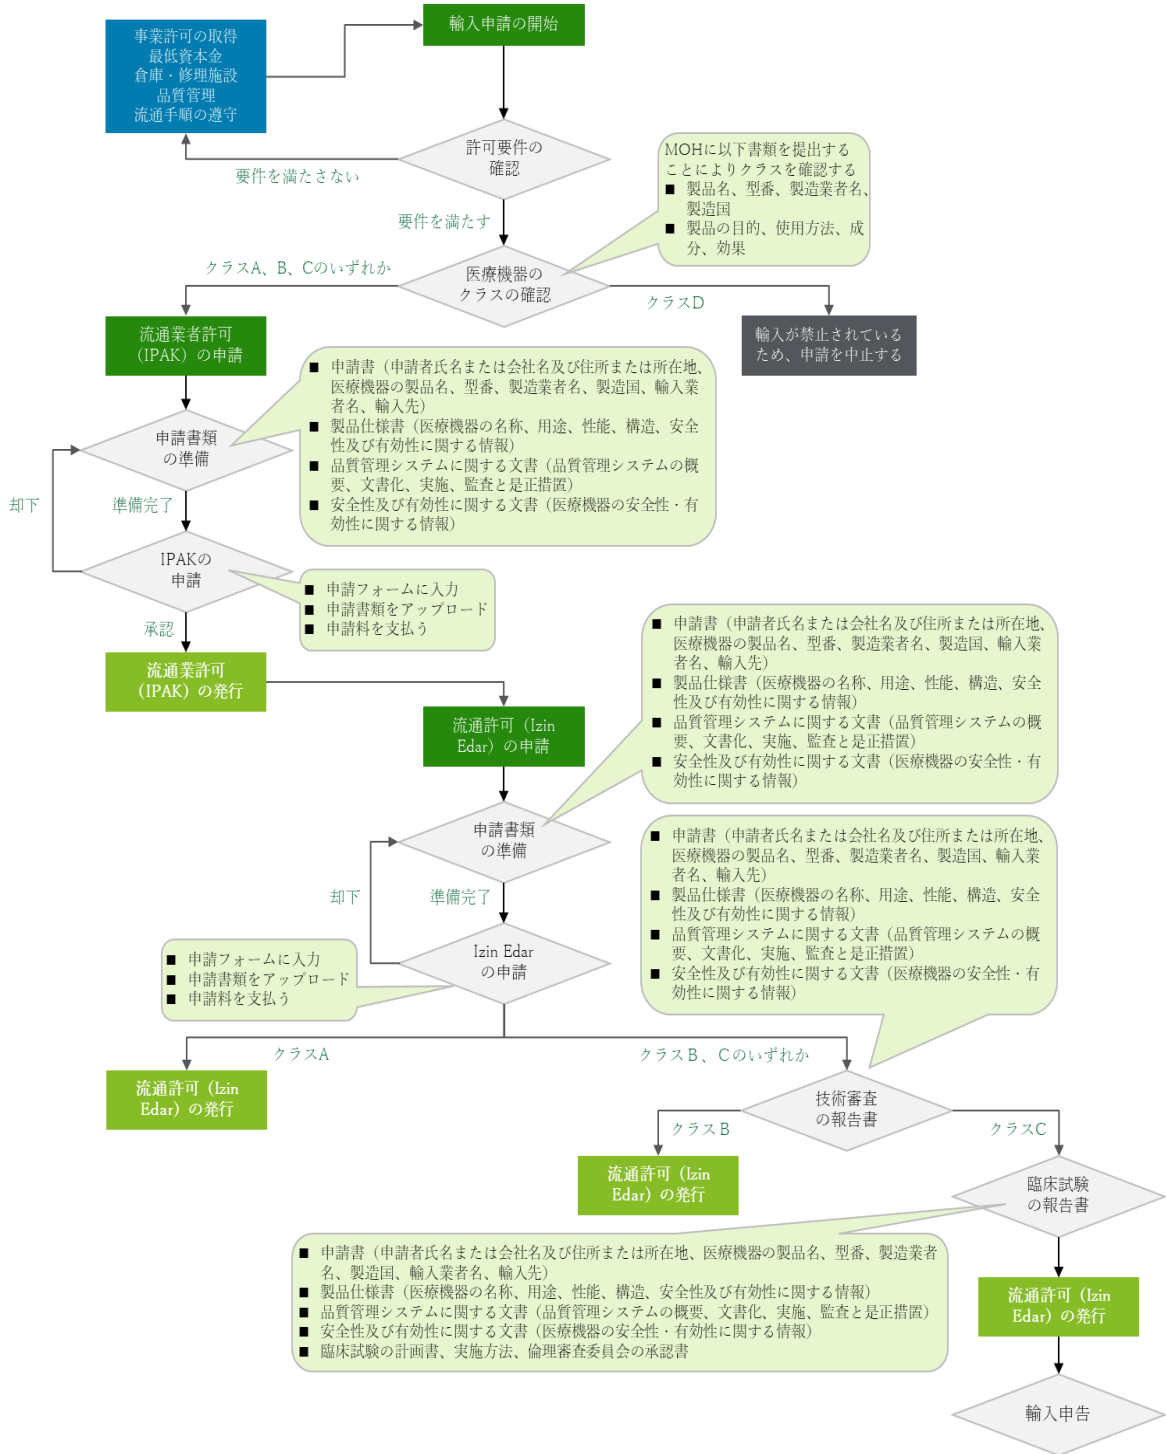 輸入申請の開始
事業許可の取得
最低資本金
倉庫・修理施設
品質管理
流通手順の遵守
許可要件の
確認
要件を満たさない
要件を満たす
MOHに以下書類を提出する
ことによりクラスを確認する
■ 製品名、型番、製造業者名、
製造国
■ 製品の目的、使用方法、成
分、効果
医療機器の
クラスの確認
クラスA、B、Cのいずれか
クラスD
流通業者許可
（IPAK）の申請
輸入が禁止されている
ため、申請を中止する
■ 申請書（申請者氏名または会社名及び住所または所在地、
医療機器の製品名、型番、製造業者名、製造国、輸入業
者名、輸入先）
■ 製品仕様書（医療機器の名称、用途、性能、構造、安全
性及び有効性に関する情報）
■ 品質管理システムに関する文書（品質管理システムの概
要、文書化、実施、監査と是正措置）
■ 安全性及び有効性に関する文書（医療機器の安全性・有
効性に関する情報）
申請書類
の準備
却下
準備完了
IPAKの
申請
■ 申請フォームに入力
■ 申請書類をアップロード
■ 申請料を支払う
承認
流通業許可
（IPAK）の発行
■ 申請書（申請者氏名または会社名及び住所または所在地、
医療機器の製品名、型番、製造業者名、製造国、輸入業
者名、輸入先）
■ 製品仕様書（医療機器の名称、用途、性能、構造、安全
性及び有効性に関する情報）
■ 品質管理システムに関する文書（品質管理システムの概
要、文書化、実施、監査と是正措置）
■ 安全性及び有効性に関する文書（医療機器の安全性・有
効性に関する情報）
流通許可（Izin
Edar）の申請
申請書類
の準備
却下
準備完了
■ 申請書（申請者氏名または会社名及び住所または所在地、
医療機器の製品名、型番、製造業者名、製造国、輸入業
者名、輸入先）
■ 製品仕様書（医療機器の名称、用途、性能、構造、安全
性及び有効性に関する情報）
■ 品質管理システムに関する文書（品質管理システムの概
要、文書化、実施、監査と是正措置）
■ 安全性及び有効性に関する文書（医療機器の安全性・有
効性に関する情報）
Izin Edar
の申請
■ 申請フォームに入力
■ 申請書類をアップロード
■ 申請料を支払う
クラスA
クラスＢ、Ｃのいずれか
流通許可（Izin
Edar）の発行
技術審査
の報告書
クラスＢ
クラスC
流通許可（Izin
Edar）の発行
臨床試験
の報告書
■ 申請書（申請者氏名または会社名及び住所または所在地、医療機器の製品名、型番、製造業者
名、製造国、輸入業者名、輸入先）
■ 製品仕様書（医療機器の名称、用途、性能、構造、安全性及び有効性に関する情報）
■ 品質管理システムに関する文書（品質管理システムの概要、文書化、実施、監査と是正措置）
■ 安全性及び有効性に関する文書（医療機器の安全性・有効性に関する情報）
■ 臨床試験の計画書、実施方法、倫理審査委員会の承認書
流通許可（Izin
Edar）の発行
輸入申告